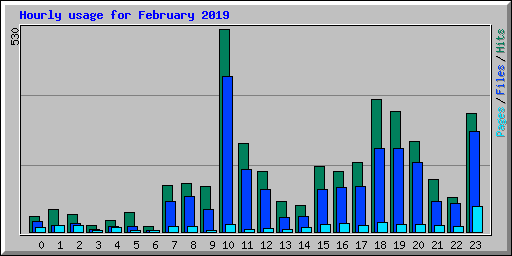 Hourly usage for February 2019
530
Pages/Files/Hits
0 1 2 3 4 5 6 7 8 9 10 11 12 13 14 15 16 17 18 19 20 21 22 23